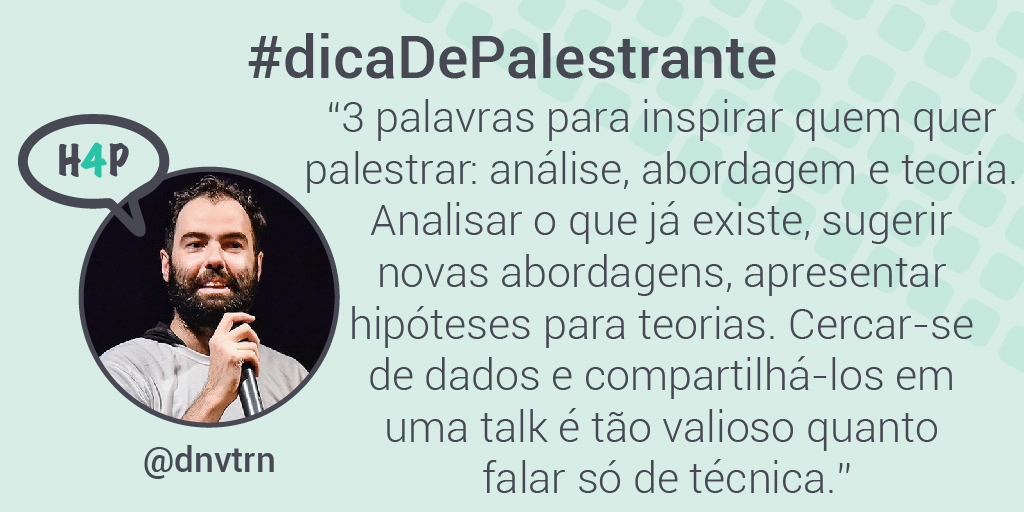 #dicaDePalestrante
“3 palavras para inspirar quem quer
palestrar: análise, abordagem e teoria.
Analisar o que já existe, sugerir
novas abordagens, apresentar
hipóteses para teorias. Cercar-se
de dados e compartilhá-los em
uma talk é tão valioso quanto
falar só de técnica.”
H4P
@dnvtrn